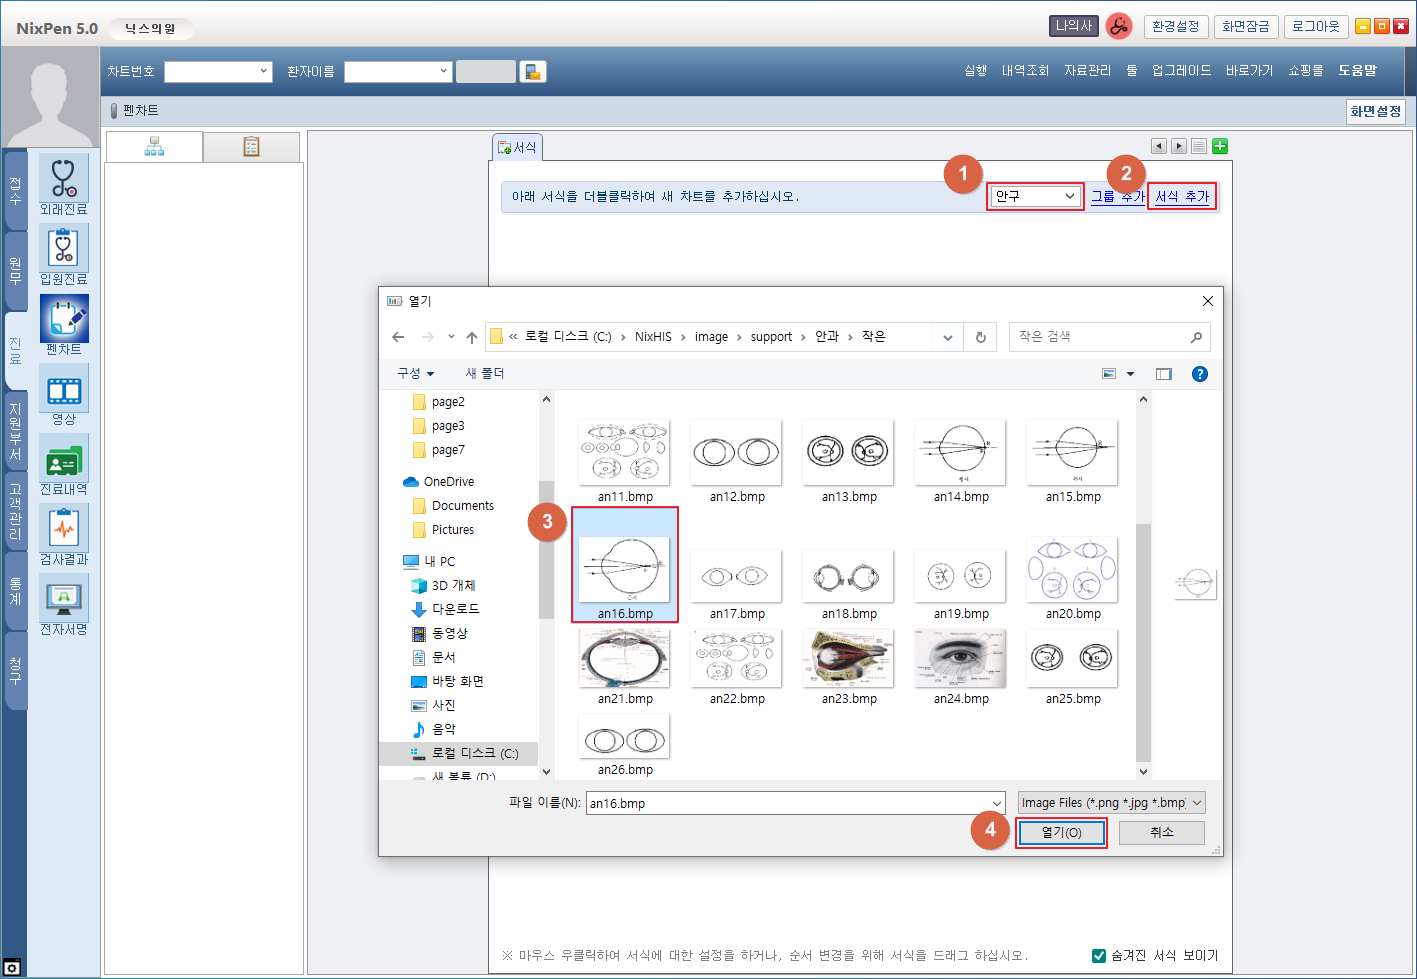 NixPen 5.0 닉스의원 나의사 환경설정 화면잠금 로그아웃
차트번호 환자이름 실행 내역조회 자료관리 툴 업그레이드 바로가기 쇼핑몰 도움말
펜차트 화면설정
접수
원무
진료
지원부서
고객관리
통계
청구
외래진료
입원진료
펜차트
영상
진료내역
검사결과
전자서명
서식
아래 서식을 더블클릭하여 새 차트를 추가하십시오. 1 안구 그룹 추가 2 서식 추가
열기
« 로컬 디스크 (C:) › NixHIS › image › support › 안과 › 작은 작은 검색
구성 새 폴더
page2
page3
page7
OneDrive
Documents
Pictures
내 PC
3D 개체
다운로드
동영상
문서
바탕 화면
사진
음악
로컬 디스크 (C:)
새 볼륨 (D:)
an11.bmp an12.bmp an13.bmp an14.bmp an15.bmp
3
an16.bmp an17.bmp an18.bmp an19.bmp an20.bmp
an21.bmp an22.bmp an23.bmp an24.bmp an25.bmp
an26.bmp
파일 이름(N): an16.bmp Image Files (*.png *.jpg *.bmp)
4 열기(O) 취소
※ 마우스 우클릭하여 서식에 대한 설정을 하거나, 순서 변경을 위해 서식을 드래그 하십시오. 숨겨진 서식 보이기